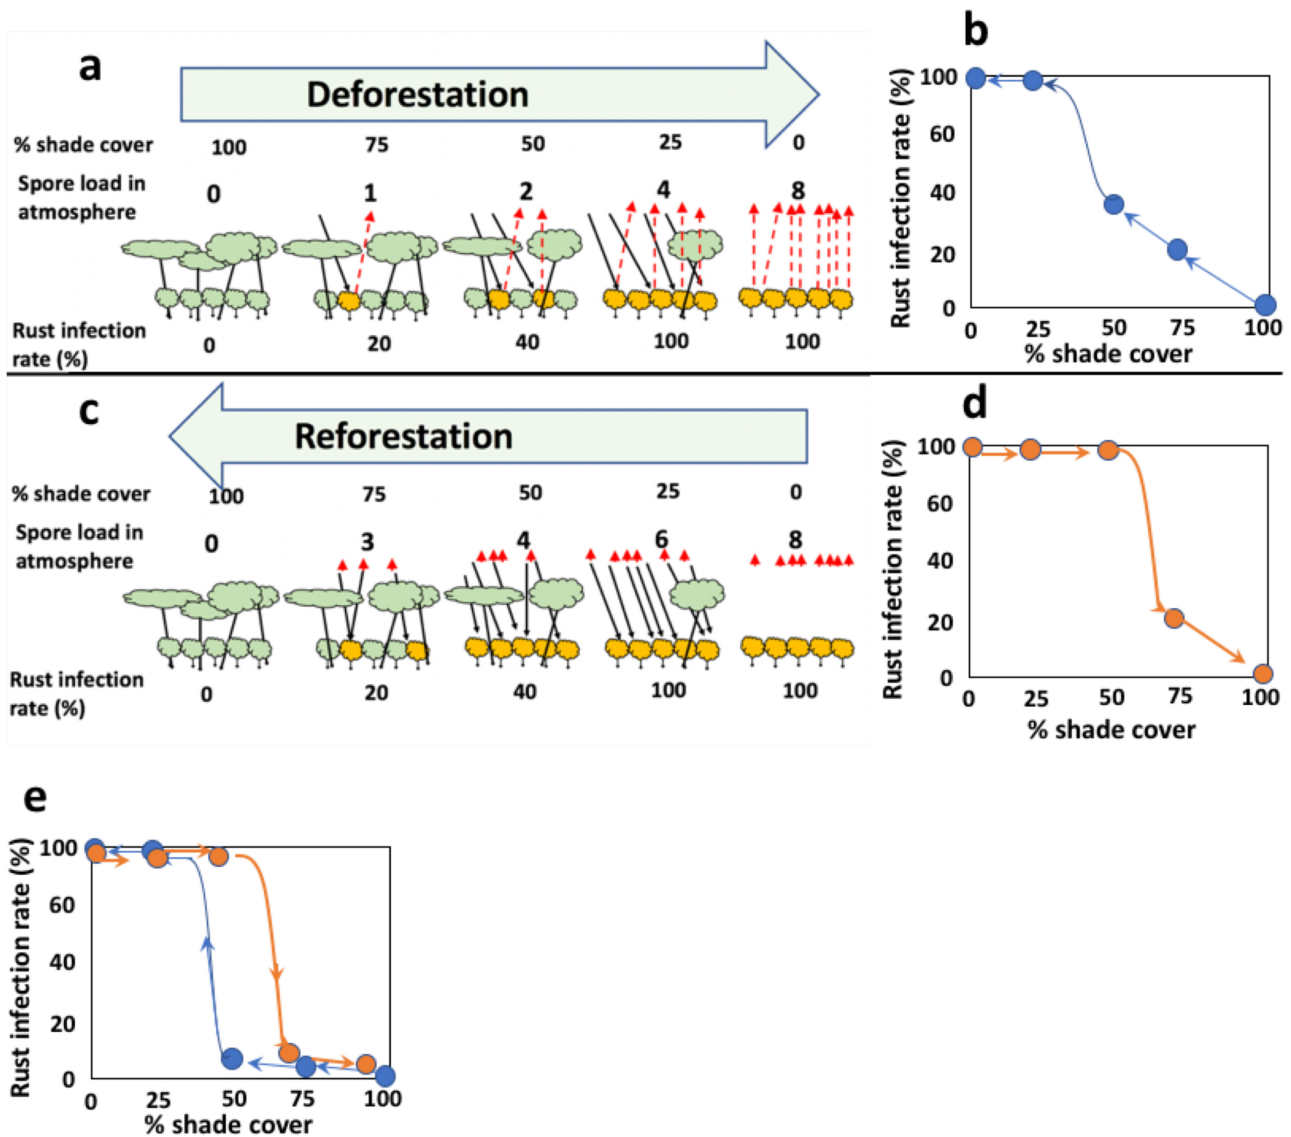 a
Deforestation
% shade cover 100 75 50 25 0
Spore load in
atmosphere
0 1 2 4 8
Rust infection
rate (%)
0 20 40 100 100
b
Rust infection rate (%)
100
60
40
20
0
0 25 50 75 100
% shade cover
c
Reforestation
% shade cover 100 75 50 25 0
Spore load in
atmosphere
0 3 4 6 8
Rust infection
rate (%)
0 20 40 100 100
d
Rust infection rate (%)
100
60
40
20
0
0 25 50 75 100
% shade cover
e
Rust infection rate (%)
100
60
40
20
0
0 25 50 75 100
% shade cover